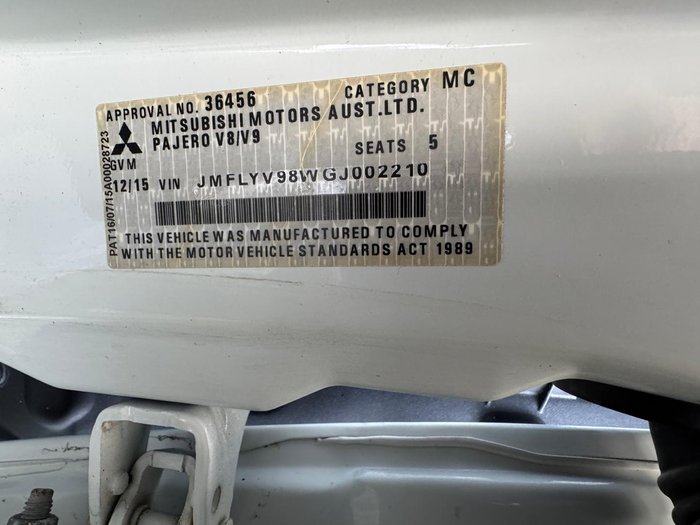 APPROVAL NO. 36456 CATEGORY MC
MITSUBISHI MOTORS AUST.LTD.
PAJERO V8/V9
GVM SEATS 5
12/15 VIN JMFLYV98WGJ002210
THIS VEHICLE WAS MANUFACTURED TO COMPLY
WITH THE MOTOR VEHICLE STANDARDS ACT 1989
PAT16/07/15A00028723